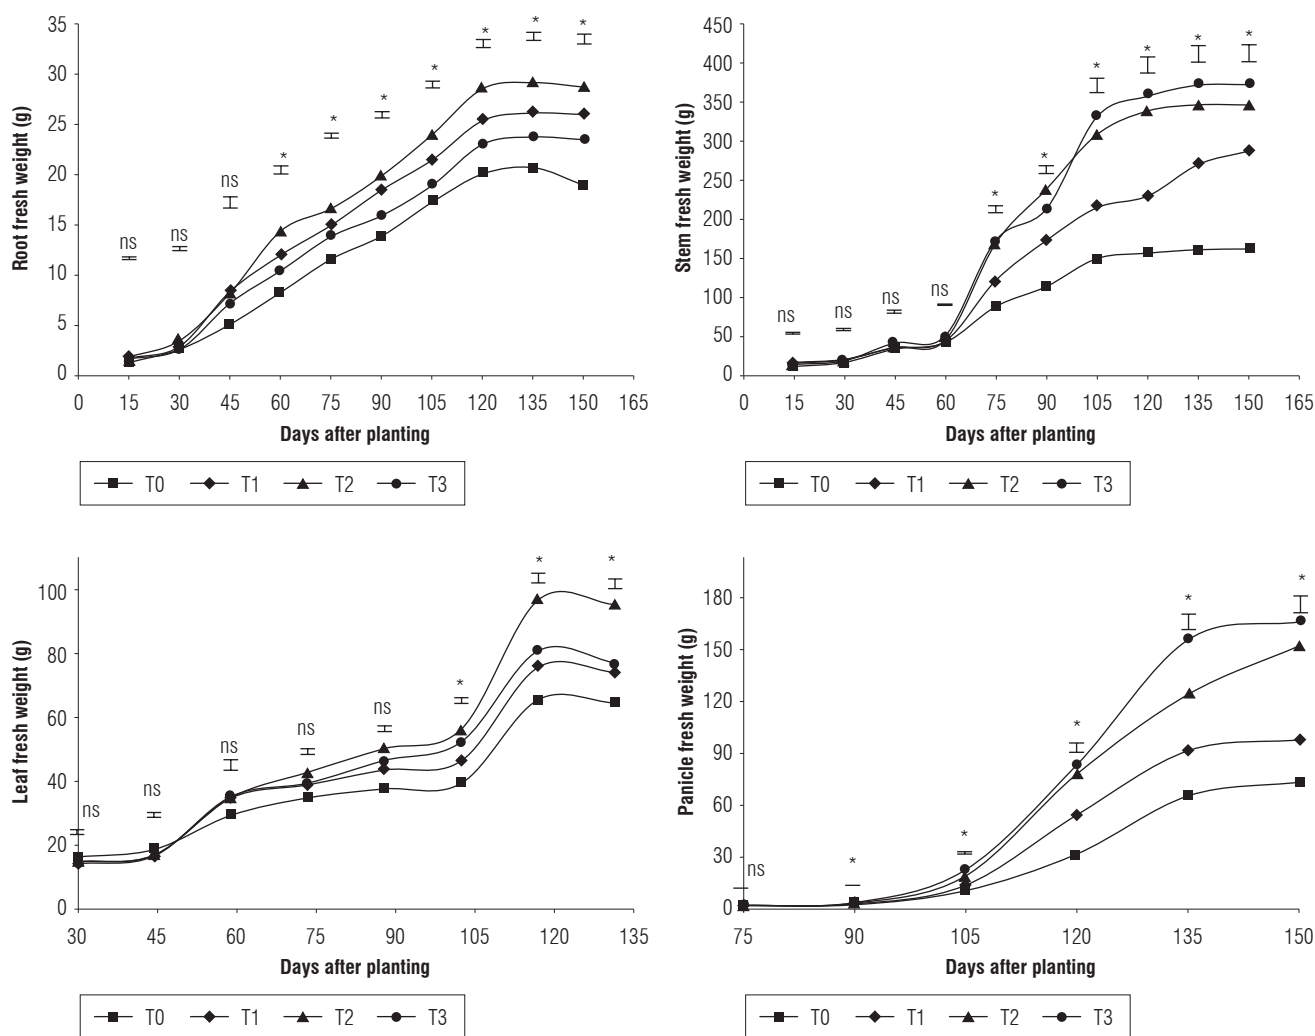 35
30
25
20
15
10
5
0
Root fresh weight (g)
ns
ns
ns
*
*
*
*
*
*
*
0 15 30 45 60 75 90 105 120 135 150 165
Days after planting
T0 T1 T2 T3
450
400
350
300
250
200
150
100
50
0
Stem fresh weight (g)
ns
ns
ns
ns
*
*
*
*
*
*
0 15 30 45 60 75 90 105 120 135 150 165
Days after planting
T0 T1 T2 T3
100
80
60
40
20
0
Leaf fresh weight (g)
ns
ns
ns
ns
ns
*
*
*
30 45 60 75 90 105 120 135
Days after planting
T0 T1 T2 T3
180
150
120
90
60
30
0
Panicle fresh weight (g)
ns
*
*
*
*
*
75 90 105 120 135 150
Days after planting
T0 T1 T2 T3